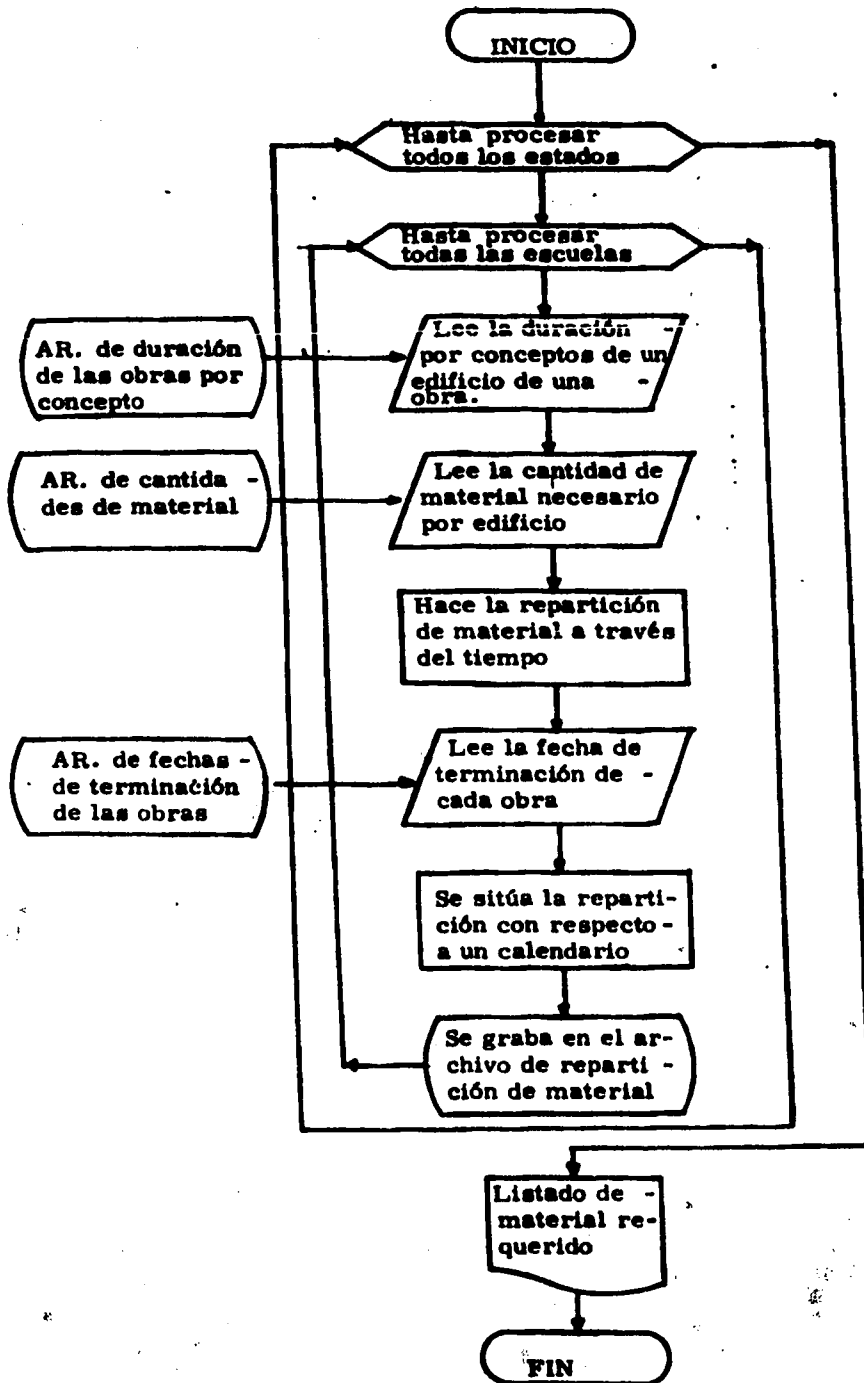 INICIO
Hasta procesar
todos los estados
Hasta procesar
todas las escuelas
AR. de duración
de las obras por
concepto
Lee la duración -
por conceptos de un
edificio de una -
obra.
AR. de cantida -
des de material
Lee la cantidad de
material necesario
por edificio
Hace la repartición
de material a través
del tiempo
AR. de fechas -
de terminación
de las obras
Lee la fecha de
terminación de -
cada obra
Se sitúa la reparti-
ción con respecto -
a un calendario
Se graba en el ar-
chivo de reparti -
ción de material
Listado de -
material re-
querido
FIN